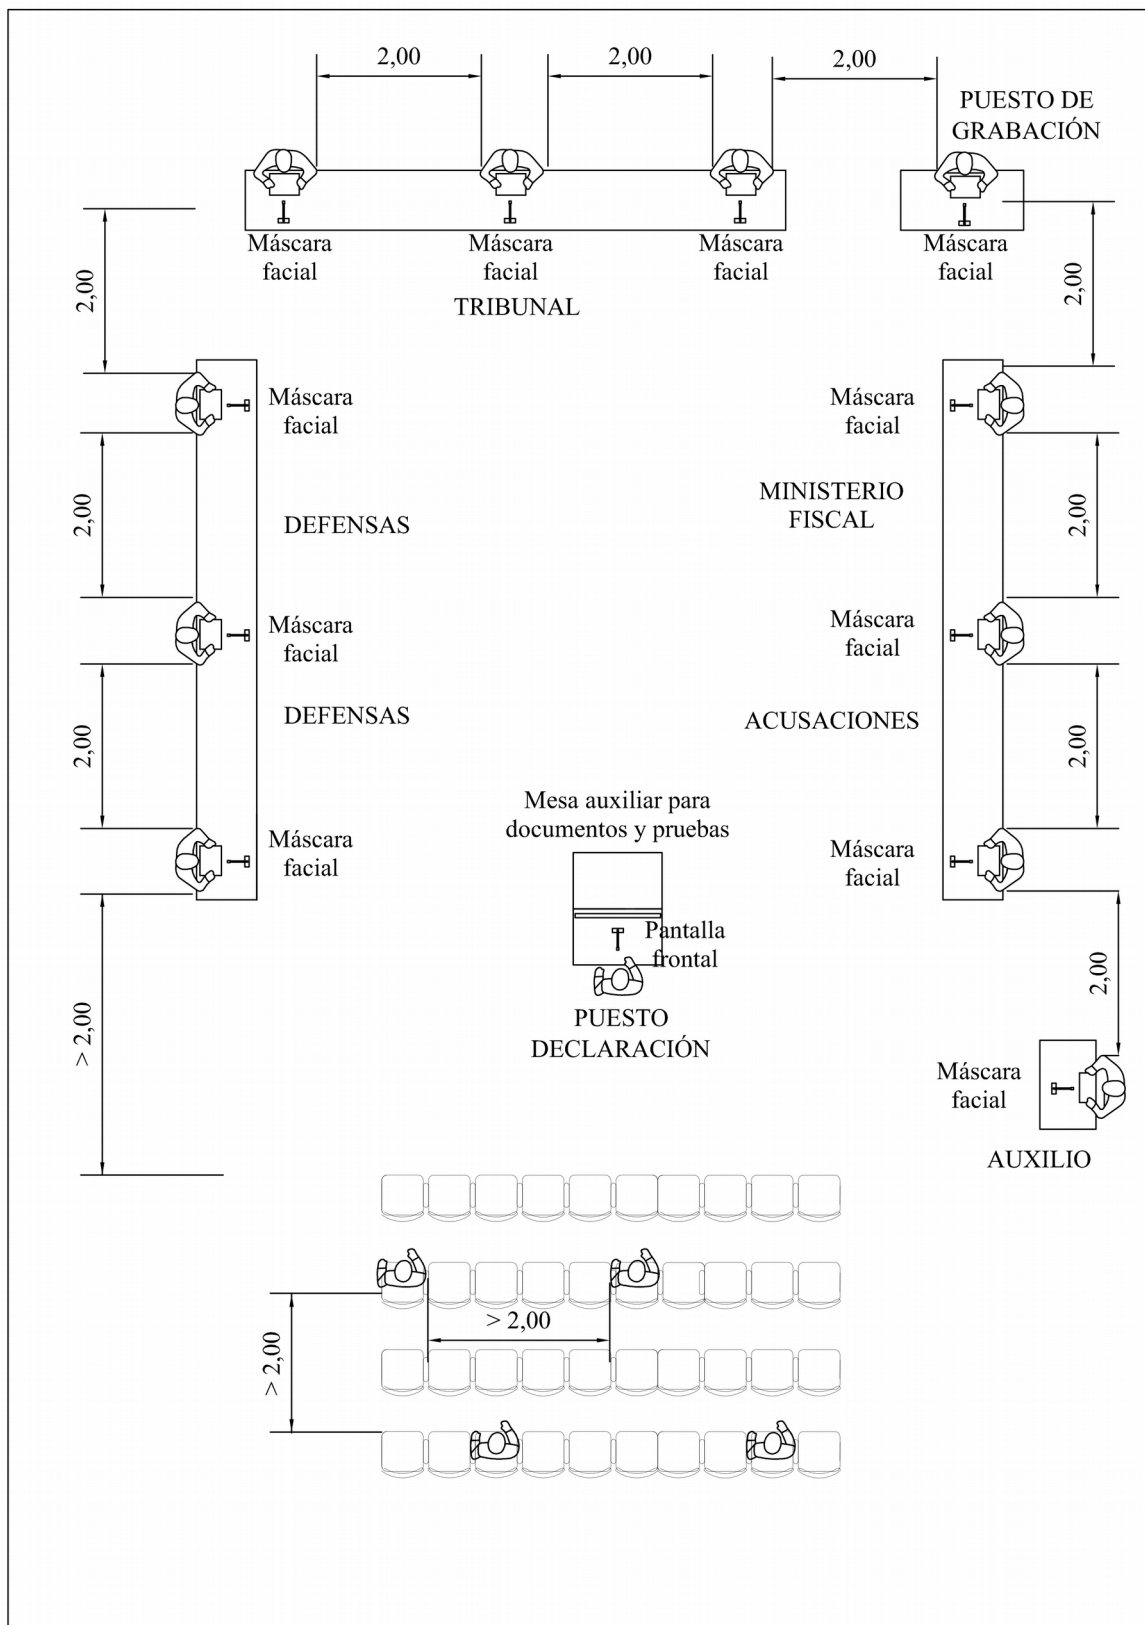 2,00
2,00
2,00
PUESTO DE
GRABACIÓN
Máscara
facial
Máscara
facial
Máscara
facial
Máscara
facial
TRIBUNAL
2,00
2,00
Máscara
facial
Máscara
facial
2,00
DEFENSAS
MINISTERIO
FISCAL
2,00
Máscara
facial
Máscara
facial
2,00
DEFENSAS
ACUSACIONES
2,00
Mesa auxiliar para
documentos y pruebas
Máscara
facial
Máscara
facial
Pantalla
frontal
2,00
PUESTO
DECLARACIÓN
> 2,00
Máscara
facial
AUXILIO
> 2,00
> 2,00